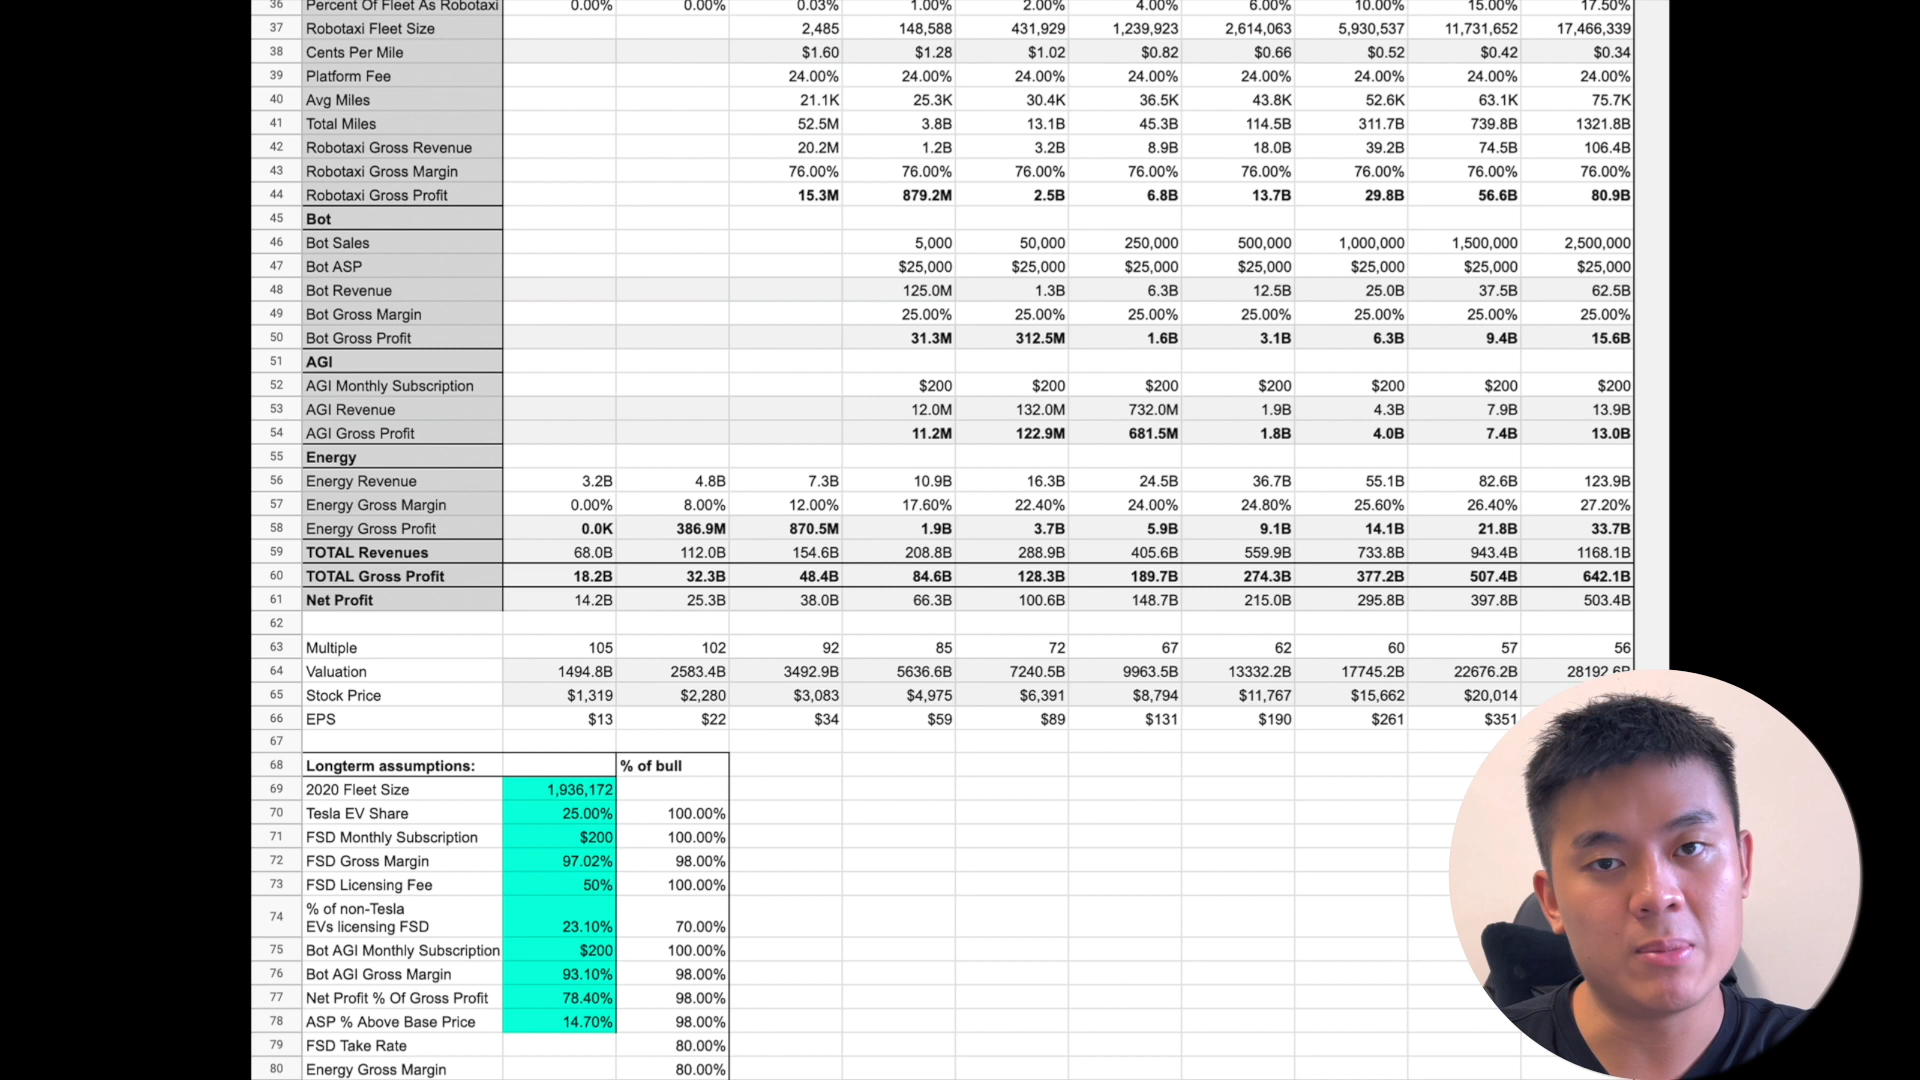 36 Percent Of Fleet As Robotaxi 0.00% 0.00% 0.03% 1.00% 2.00% 4.00% 6.00% 10.00% 15.00% 17.50%
37 Robotaxi Fleet Size 2,485 148,588 431,929 1,239,923 2,614,063 5,930,537 11,731,652 17,466,339
38 Cents Per Mile $1.60 $1.28 $1.02 $0.82 $0.66 $0.52 $0.42 $0.34
39 Platform Fee 24.00% 24.00% 24.00% 24.00% 24.00% 24.00% 24.00% 24.00%
40 Avg Miles 21.1K 25.3K 30.4K 36.5K 43.8K 52.6K 63.1K 75.7K
41 Total Miles 52.5M 3.8B 13.1B 45.3B 114.5B 311.7B 739.8B 1321.8B
42 Robotaxi Gross Revenue 20.2M 1.2B 3.2B 8.9B 18.0B 39.2B 74.5B 106.4B
43 Robotaxi Gross Margin 76.00% 76.00% 76.00% 76.00% 76.00% 76.00% 76.00% 76.00%
44 Robotaxi Gross Profit 15.3M 879.2M 2.5B 6.8B 13.7B 29.8B 56.6B 80.9B
45 Bot
46 Bot Sales 5,000 50,000 250,000 500,000 1,000,000 1,500,000 2,500,000
47 Bot ASP $25,000 $25,000 $25,000 $25,000 $25,000 $25,000 $25,000
48 Bot Revenue 125.0M 1.3B 6.3B 12.5B 25.0B 37.5B 62.5B
49 Bot Gross Margin 25.00% 25.00% 25.00% 25.00% 25.00% 25.00% 25.00%
50 Bot Gross Profit 31.3M 312.5M 1.6B 3.1B 6.3B 9.4B 15.6B
51 AGI
52 AGI Monthly Subscription $200 $200 $200 $200 $200 $200 $200
53 AGI Revenue 12.0M 132.0M 732.0M 1.9B 4.3B 7.9B 13.9B
54 AGI Gross Profit 11.2M 122.9M 681.5M 1.8B 4.0B 7.4B 13.0B
55 Energy
56 Energy Revenue 3.2B 4.8B 7.3B 10.9B 16.3B 24.5B 36.7B 55.1B 82.6B 123.9B
57 Energy Gross Margin 0.00% 8.00% 12.00% 17.60% 22.40% 24.00% 24.80% 25.60% 26.40% 27.20%
58 Energy Gross Profit 0.0K 386.9M 870.5M 1.9B 3.7B 5.9B 9.1B 14.1B 21.8B 33.7B
59 TOTAL Revenues 68.0B 112.0B 154.6B 208.8B 288.9B 405.6B 559.9B 733.8B 943.4B 1168.1B
60 TOTAL Gross Profit 18.2B 32.3B 48.4B 84.6B 128.3B 189.7B 274.3B 377.2B 507.4B 642.1B
61 Net Profit 14.2B 25.3B 38.0B 66.3B 100.6B 148.7B 215.0B 295.8B 397.8B 503.4B
62
63 Multiple 105 102 92 85 72 67 62 60 57 56
64 Valuation 1494.8B 2583.4B 3492.9B 5636.6B 7240.5B 9963.5B 13332.2B 17745.2B 22676.2B 28192.6B
65 Stock Price $1,319 $2,280 $3,083 $4,975 $6,391 $8,794 $11,767 $15,662 $20,014
66 EPS $13 $22 $34 $59 $89 $131 $190 $261 $351
67
68 Longterm assumptions: % of bull
69 2020 Fleet Size 1,936,172
70 Tesla EV Share 25.00% 100.00%
71 FSD Monthly Subscription $200 100.00%
72 FSD Gross Margin 97.02% 98.00%
73 FSD Licensing Fee 50% 100.00%
74 % of non-Tesla
EVs licensing FSD 23.10% 70.00%
75 Bot AGI Monthly Subscription $200 100.00%
76 Bot AGI Gross Margin 93.10% 98.00%
77 Net Profit % Of Gross Profit 78.40% 98.00%
78 ASP % Above Base Price 14.70% 98.00%
79 FSD Take Rate 80.00%
80 Energy Gross Margin 80.00%